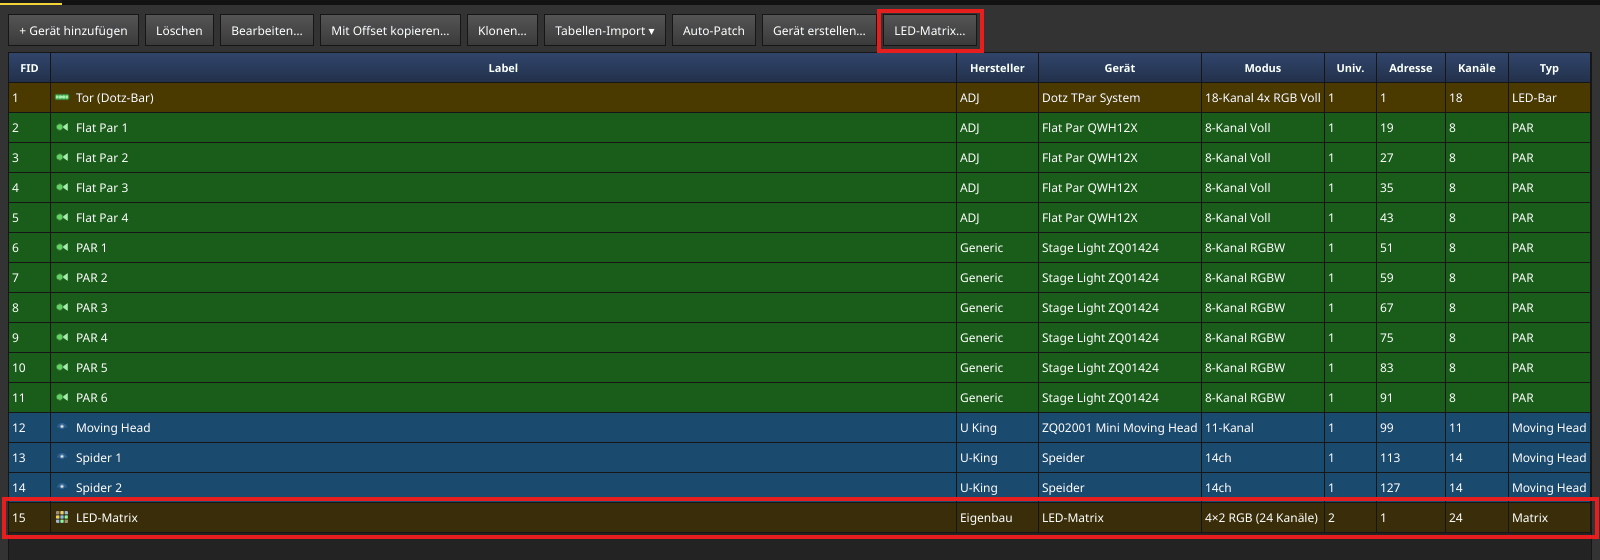 + Gerät hinzufügen Löschen Bearbeiten... Mit Offset kopieren... Klonen... Tabellen-Import ▾ Auto-Patch Gerät erstellen... LED-Matrix...
FID Label Hersteller Gerät Modus Univ. Adresse Kanäle Typ
1 Tor (Dotz-Bar) ADJ Dotz TPar System 18-Kanal 4x RGB Voll 1 1 18 LED-Bar
2 Flat Par 1 ADJ Flat Par QWH12X 8-Kanal Voll 1 19 8 PAR
3 Flat Par 2 ADJ Flat Par QWH12X 8-Kanal Voll 1 27 8 PAR
4 Flat Par 3 ADJ Flat Par QWH12X 8-Kanal Voll 1 35 8 PAR
5 Flat Par 4 ADJ Flat Par QWH12X 8-Kanal Voll 1 43 8 PAR
6 PAR 1 Generic Stage Light ZQ01424 8-Kanal RGBW 1 51 8 PAR
7 PAR 2 Generic Stage Light ZQ01424 8-Kanal RGBW 1 59 8 PAR
8 PAR 3 Generic Stage Light ZQ01424 8-Kanal RGBW 1 67 8 PAR
9 PAR 4 Generic Stage Light ZQ01424 8-Kanal RGBW 1 75 8 PAR
10 PAR 5 Generic Stage Light ZQ01424 8-Kanal RGBW 1 83 8 PAR
11 PAR 6 Generic Stage Light ZQ01424 8-Kanal RGBW 1 91 8 PAR
12 Moving Head U King ZQ02001 Mini Moving Head 11-Kanal 1 99 11 Moving Head
13 Spider 1 U-King Speider 14ch 1 113 14 Moving Head
14 Spider 2 U-King Speider 14ch 1 127 14 Moving Head
15 LED-Matrix Eigenbau LED-Matrix 4×2 RGB (24 Kanäle) 2 1 24 Matrix